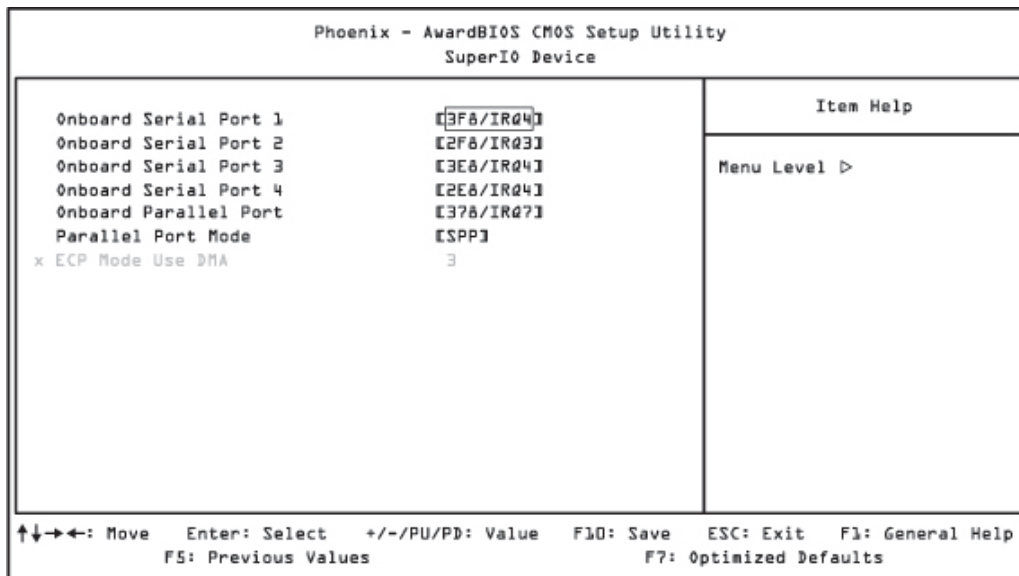 Phoenix - AwardBIOS CMOS Setup Utility
SuperIO Device
Onboard Serial Port 1 [3F8/IRQ4]
Onboard Serial Port 2 [2F8/IRQ3]
Onboard Serial Port 3 [3E8/IRQ4]
Onboard Serial Port 4 [2E8/IRQ4]
Onboard Parallel Port [378/IRQ7]
Parallel Port Mode [SPP]
x ECP Mode Use DMA 3
Item Help
Menu Level ▷
↑↓→←: Move Enter: Select +/-/PU/PD: Value F10: Save ESC: Exit F1: General Help
F5: Previous Values F7: Optimized Defaults